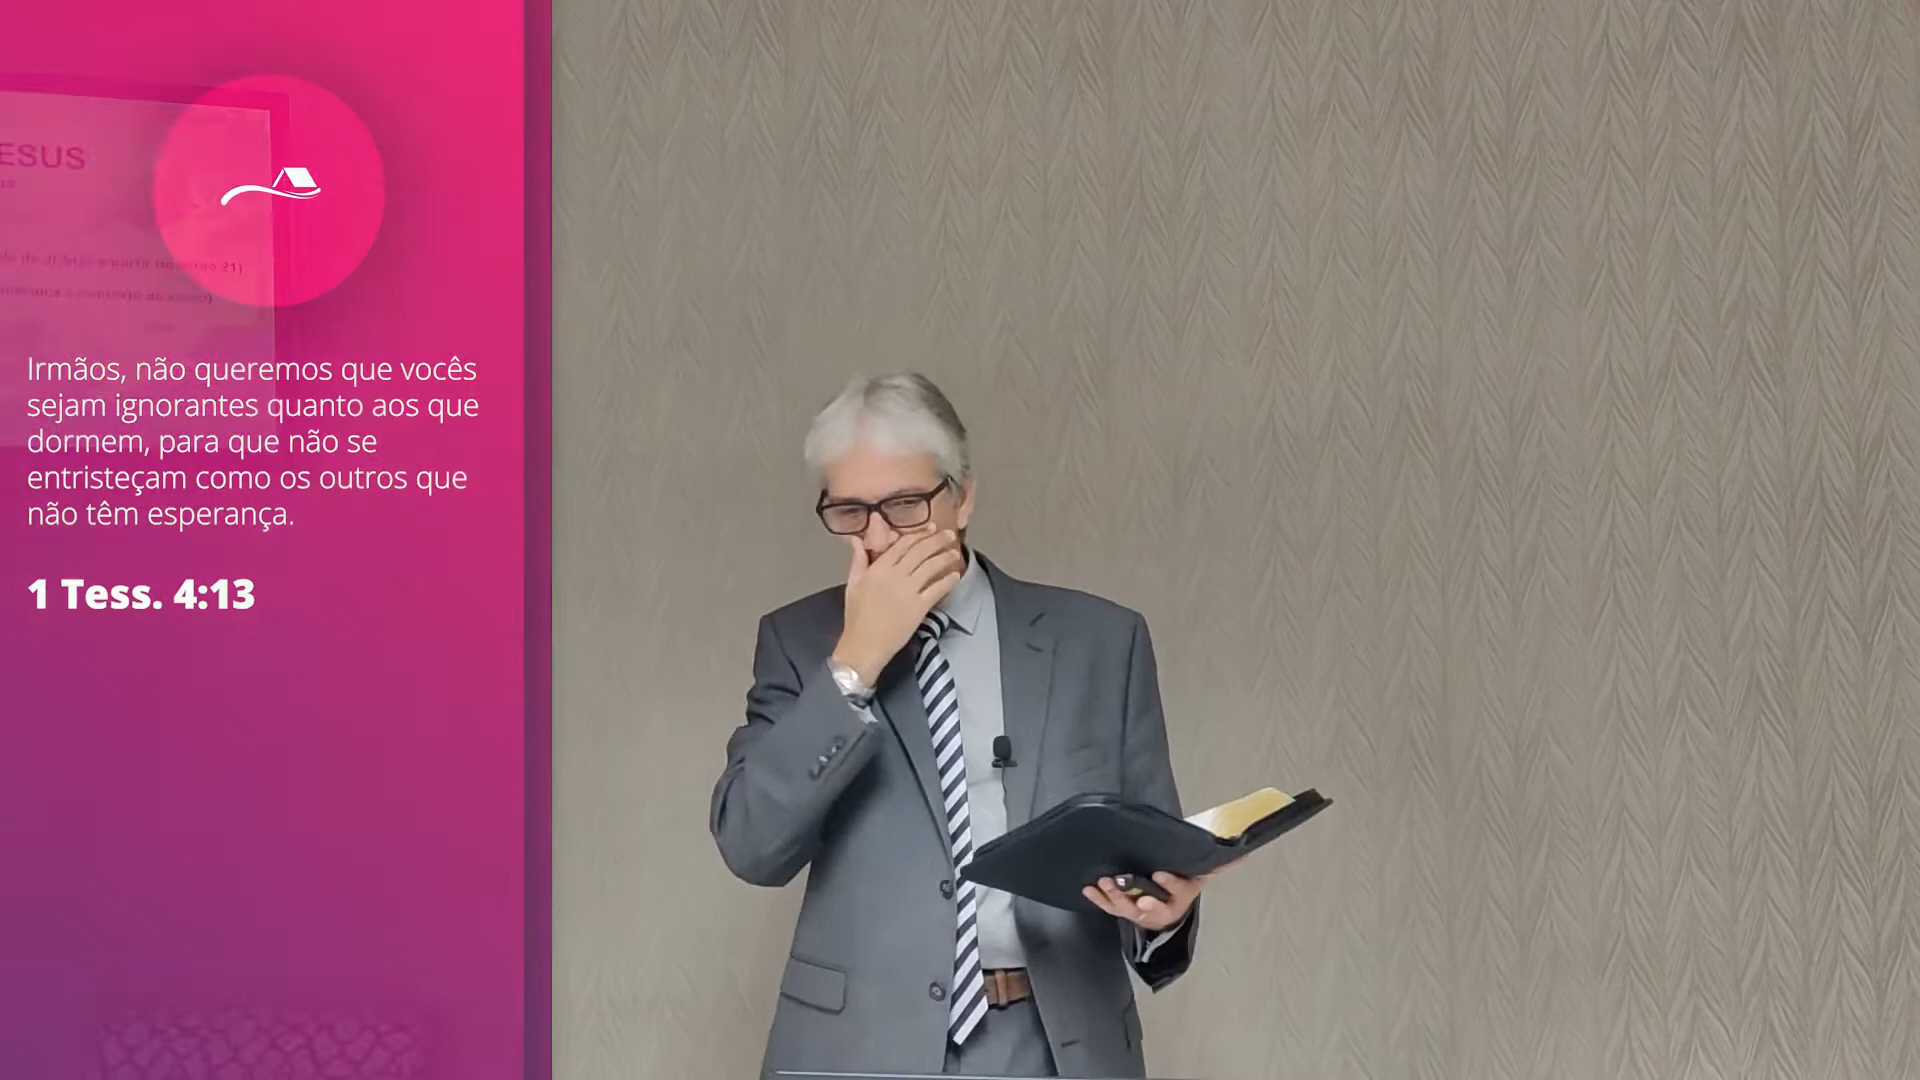 ESUS
Irmãos, não queremos que vocês
sejam ignorantes quanto aos que
dormem, para que não se
entristeçam como os outros que
não têm esperança.
1 Tess. 4:13